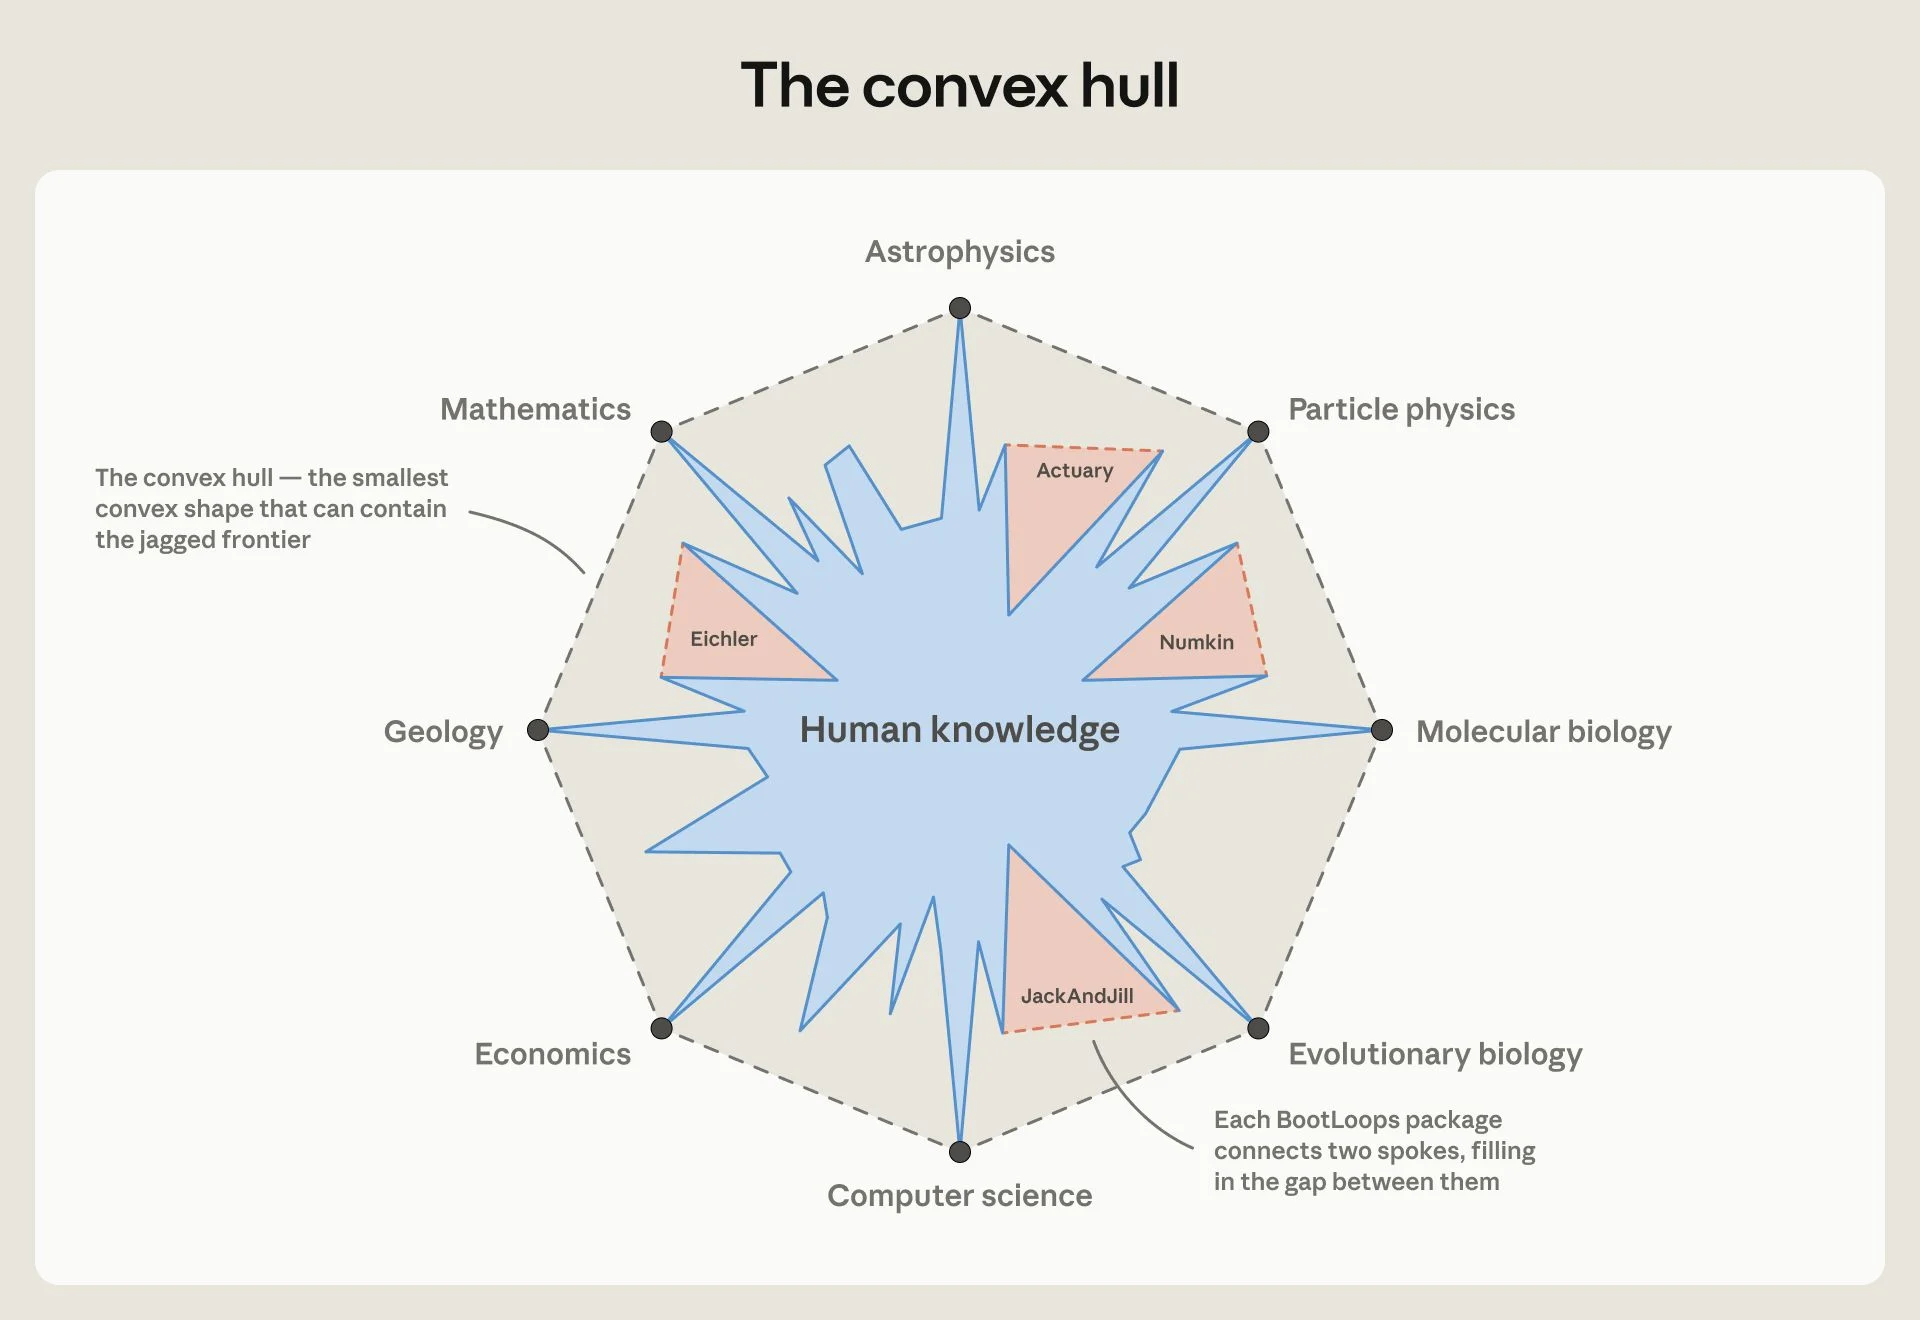 The convex hull
Astrophysics
Mathematics
Particle physics
The convex hull — the smallest
convex shape that can contain
the jagged frontier
Actuary
Eichler
Numkin
Geology
Human knowledge
Molecular biology
JackAndJill
Economics
Evolutionary biology
Each BootLoops package
connects two spokes, filling
in the gap between them
Computer science